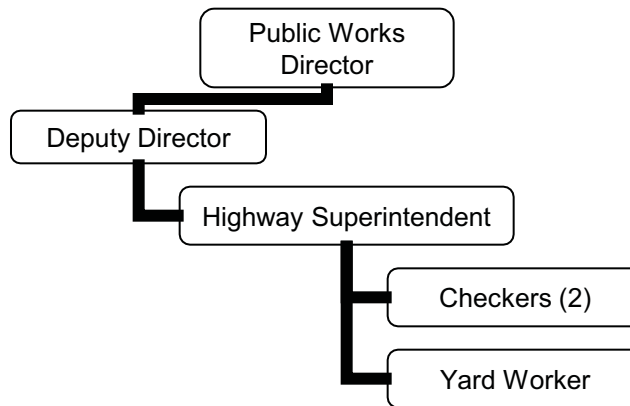 Public Works
Director
Deputy Director
Highway Superintendent
Checkers (2)
Yard Worker